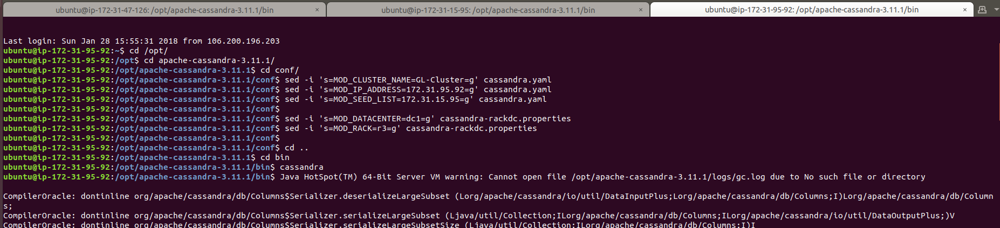 ubuntu@ip-172-31-47-126: /opt/apache-cassandra-3.11.1/bin × ubuntu@ip-172-31-15-95: /opt/apache-cassandra-3.11.1/bin × ubuntu@ip-172-31-95-92: /opt/apache-cassandra-3.11.1/bin ×
Last login: Sun Jan 28 15:55:31 2018 from 106.200.196.203
ubuntu@ip-172-31-95-92:~$ cd /opt/
ubuntu@ip-172-31-95-92:/opt$ cd apache-cassandra-3.11.1/
ubuntu@ip-172-31-95-92:/opt/apache-cassandra-3.11.1$ cd conf/
ubuntu@ip-172-31-95-92:/opt/apache-cassandra-3.11.1/conf$ sed -i 's=MOD_CLUSTER_NAME=GL-Cluster=g' cassandra.yaml
ubuntu@ip-172-31-95-92:/opt/apache-cassandra-3.11.1/conf$ sed -i 's=MOD_IP_ADDRESS=172.31.95.92=g' cassandra.yaml
ubuntu@ip-172-31-95-92:/opt/apache-cassandra-3.11.1/conf$ sed -i 's=MOD_SEED_LIST=172.31.15.95=g' cassandra.yaml
ubuntu@ip-172-31-95-92:/opt/apache-cassandra-3.11.1/conf$
ubuntu@ip-172-31-95-92:/opt/apache-cassandra-3.11.1/conf$ sed -i 's=MOD_DATACENTER=dc1=g' cassandra-rackdc.properties
ubuntu@ip-172-31-95-92:/opt/apache-cassandra-3.11.1/conf$ sed -i 's=MOD_RACK=r3=g' cassandra-rackdc.properties
ubuntu@ip-172-31-95-92:/opt/apache-cassandra-3.11.1/conf$
ubuntu@ip-172-31-95-92:/opt/apache-cassandra-3.11.1/conf$ cd ..
ubuntu@ip-172-31-95-92:/opt/apache-cassandra-3.11.1$ cd bin
ubuntu@ip-172-31-95-92:/opt/apache-cassandra-3.11.1/bin$ cassandra
ubuntu@ip-172-31-95-92:/opt/apache-cassandra-3.11.1/bin$ Java HotSpot(TM) 64-Bit Server VM warning: Cannot open file /opt/apache-cassandra-3.11.1/logs/gc.log due to No such file or directory
CompilerOracle: dontinline org/apache/cassandra/db/Columns$Serializer.deserializeLargeSubset (Lorg/apache/cassandra/io/util/DataInputPlus;Lorg/apache/cassandra/db/Columns;I)Lorg/apache/cassandra/db/Column
s;
CompilerOracle: dontinline org/apache/cassandra/db/Columns$Serializer.serializeLargeSubset (Ljava/util/Collection;ILorg/apache/cassandra/db/Columns;ILorg/apache/cassandra/io/util/DataOutputPlus;)V
CompilerOracle: dontinline org/apache/cassandra/db/Columns$Serializer.serializeLargeSubsetSize (Ljava/util/Collection;ILorg/apache/cassandra/db/Columns;I)I